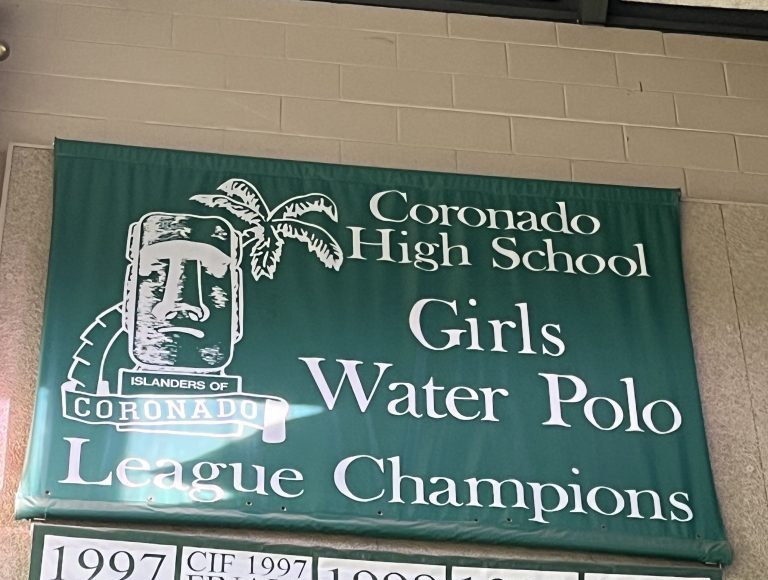 Coronado
High School
Girls
Water Polo
League Champions
ISLANDERS OF
CORONADO
1997
CIF 1997